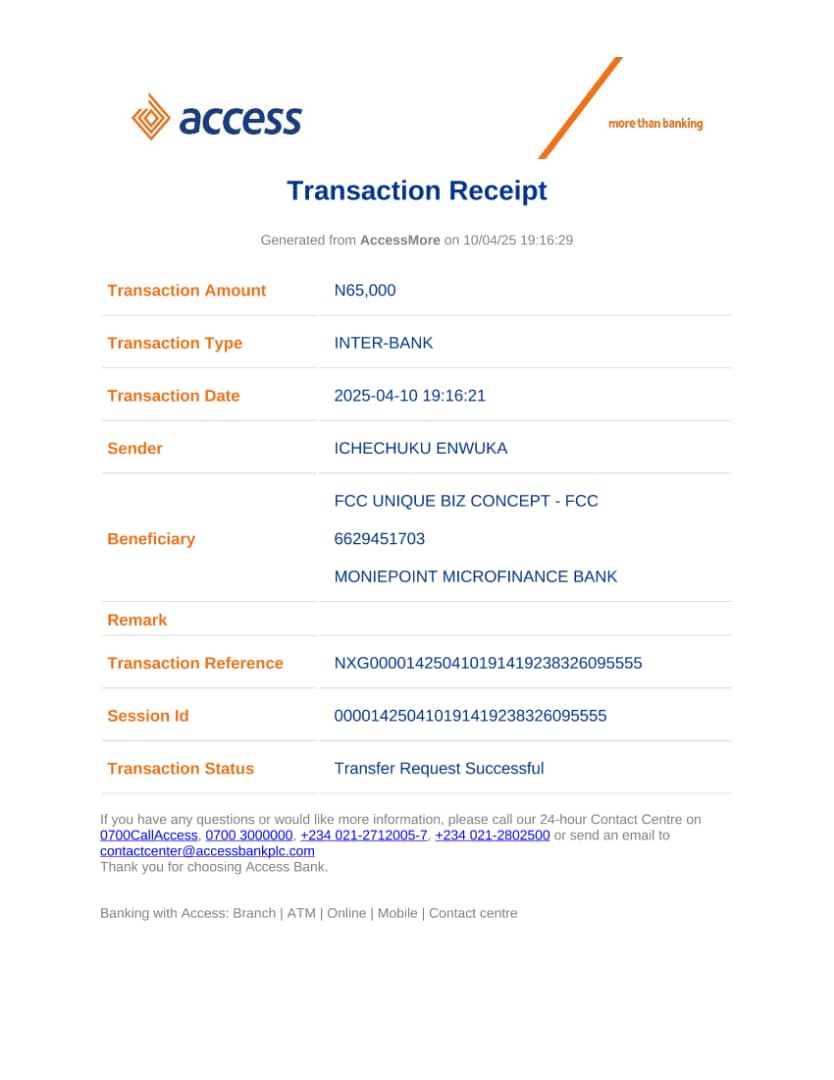 access
more than banking
Transaction Receipt
Generated from AccessMore on 10/04/25 19:16:29
Transaction Amount N65,000
Transaction Type INTER-BANK
Transaction Date 2025-04-10 19:16:21
Sender ICHECHUKU ENWUKA
FCC UNIQUE BIZ CONCEPT - FCC
Beneficiary 6629451703
MONIEPOINT MICROFINANCE BANK
Remark
Transaction Reference NXG000014250410191419238326095555
Session Id 000014250410191419238326095555
Transaction Status Transfer Request Successful
If you have any questions or would like more information, please call our 24-hour Contact Centre on
0700CallAccess, 0700 3000000, +234 021-2712005-7, +234 021-2802500 or send an email to
contactcenter@accessbankplc.com
Thank you for choosing Access Bank.
Banking with Access: Branch | ATM | Online | Mobile | Contact centre